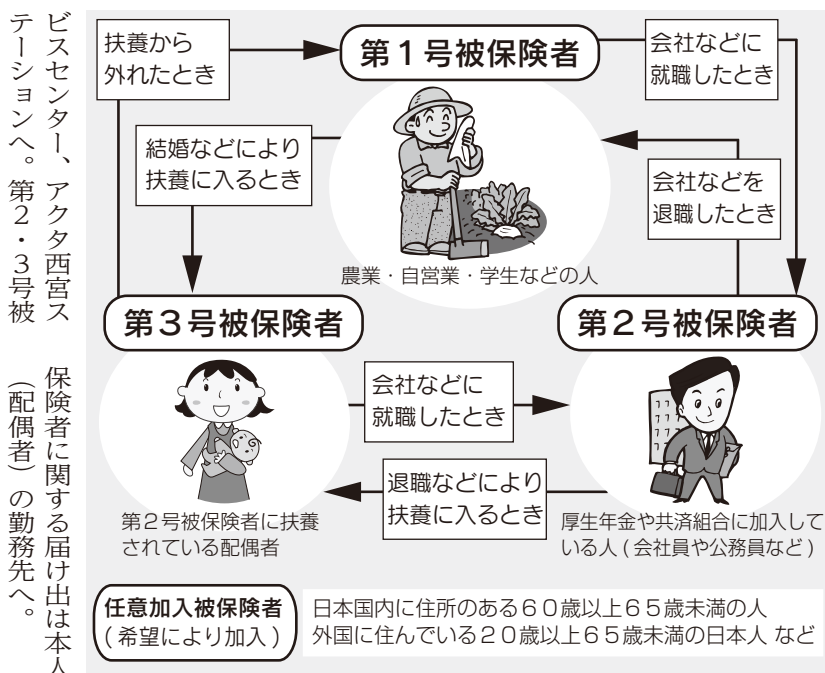 ビスセンター、アクタ西宮ス
テーションへ。第２・３号被
保険者に関する届け出は本人
（配偶者）の勤務先へ。
扶養から
外れたとき
第１号被保険者
会社などに
就職したとき
結婚などにより
扶養に入るとき
会社などを
退職したとき
農業・自営業・学生などの人
第３号被保険者
第２号被保険者
会社などに
就職したとき
退職などにより
扶養に入るとき
第２号被保険者に扶養
されている配偶者
厚生年金や共済組合に加入して
いる人(会社員や公務員など)
任意加入被保険者
(希望により加入)
日本国内に住所のある６０歳以上６５歳未満の人
外国に住んでいる２０歳以上６５歳未満の日本人 など